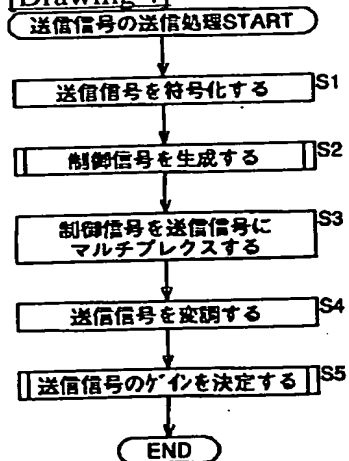 [Drawing 4]
送信信号の送信処理START
送信信号を符号化する S1
制御信号を生成する S2
制御信号を送信信号に S3
マルチプレクスする
送信信号を変調する S4
送信信号のゲインを決定する S5
END